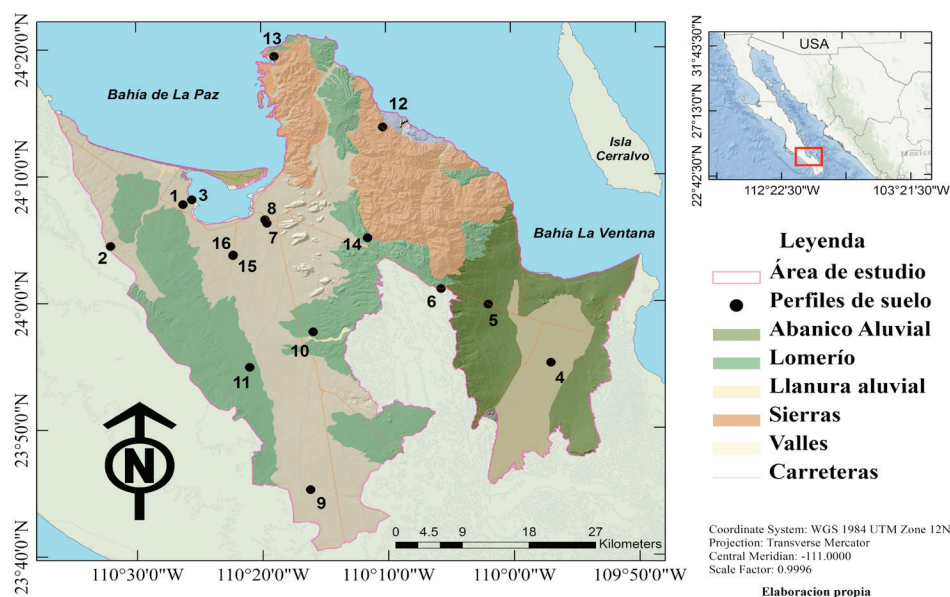 24°20'0"N
24°10'0"N
24°0'0"N
23°50'0"N
23°40'0"N
110°30'0"W
110°20'0"W
110°10'0"W
110°0'0"W
109°50'0"W
13
Bahía de La Paz
12
Isla
Cerralvo
1
3
8
7
Bahía La Ventana
2
16
15
14
6
5
10
11
4
N
9
0 4.5 9 18 27
Kilometers
USA
31°43'30"N
27°13'0"N
22°42'30"N
112°22'30"W
103°21'30"W
Leyenda
Área de estudio
Perfiles de suelo
Abanico Aluvial
Lomerío
Llanura aluvial
Sierras
Valles
Carreteras
Coordinate System: WGS 1984 UTM Zone 12N
Projection: Transverse Mercator
Central Meridian: -111.0000
Scale Factor: 0.9996
Elaboracion propia